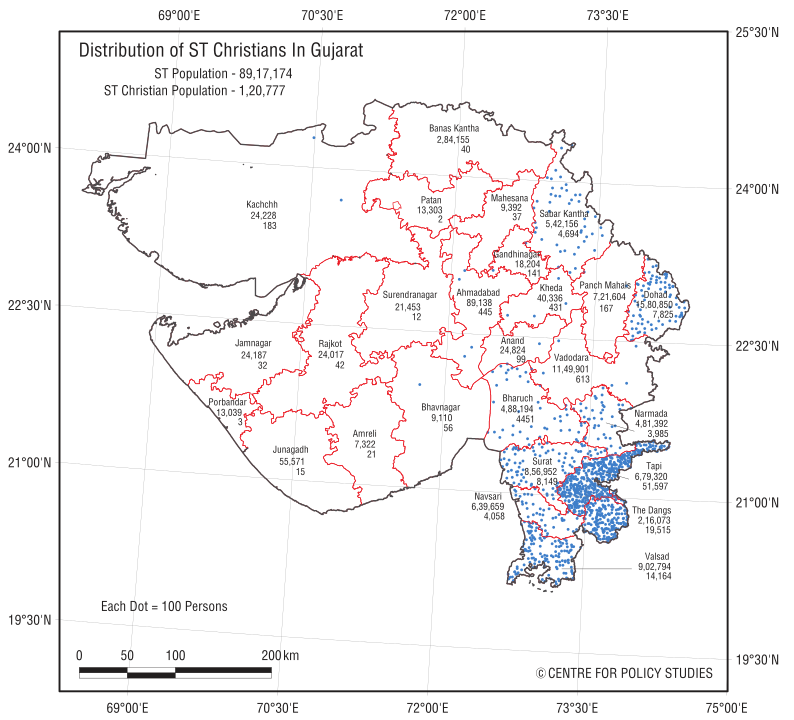 69°00'E 70°30'E 72°00'E 73°30'E
25°30'N
Distribution of ST Christians In Gujarat
ST Population - 89,17,174
ST Christian Population - 1,20,777
24°00'N
24°00'N
Banas Kantha
2,84,155
40
Kachchh
24,228
183
Patan
13,303
2
Mahesana
9,392
37
Sabar Kantha
5,42,156
4,694
Gandhinagar
18,204
141
22°30'N
22°30'N
Surendranagar
21,453
12
Ahmadabad
89,138
445
Kheda
40,336
431
Panch Mahals
7,21,604
167
Dohad
15,80,850
7,825
Jamnagar
24,187
32
Rajkot
24,017
42
Anand
24,824
99
Vadodara
11,49,901
613
Porbandar
13,039
3
Bhavnagar
9,110
56
Bharuch
4,88,194
4451
Narmada
4,81,392
3,985
Junagadh
55,571
15
Amreli
7,322
21
21°00'N
21°00'N
Surat
8,56,952
8,149
Tapi
6,79,320
51,597
Navsari
6,39,659
4,058
The Dangs
2,16,073
19,515
Valsad
9,02,794
14,164
Each Dot = 100 Persons
19°30'N
19°30'N
0 50 100 200 km
© CENTRE FOR POLICY STUDIES
69°00'E 70°30'E 72°00'E 73°30'E 75°00'E